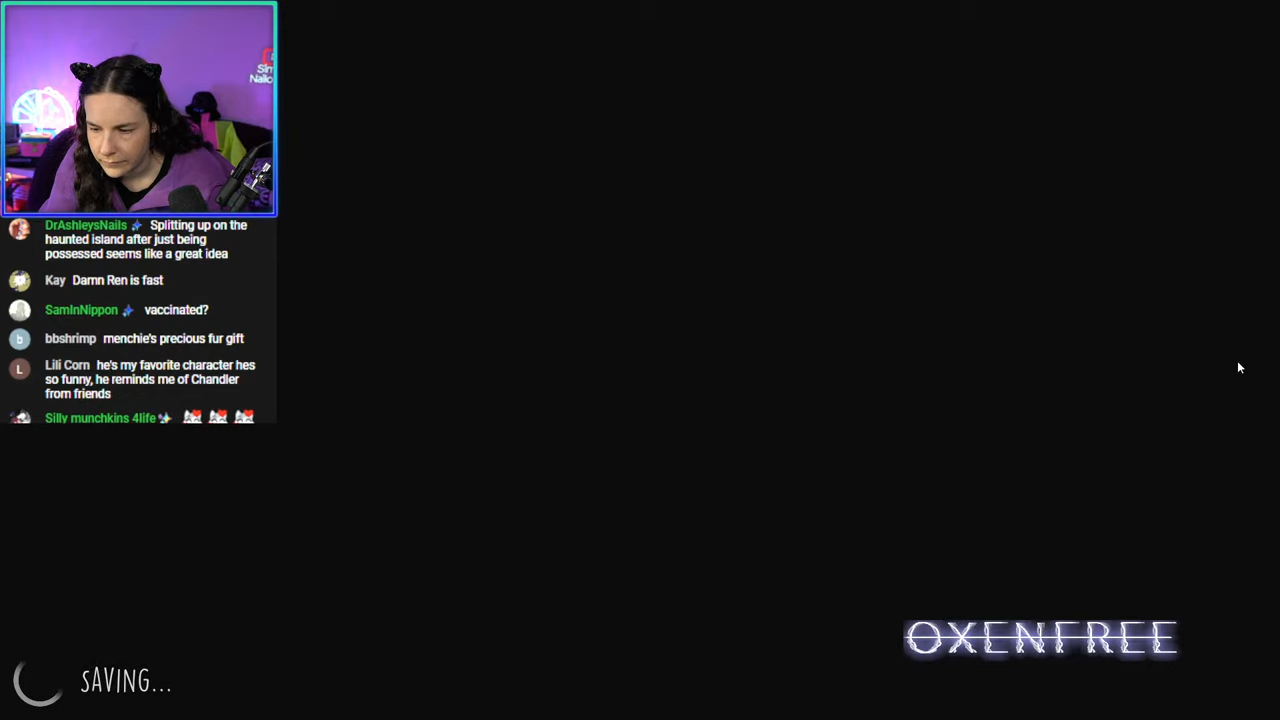 Sim
Nailo
DrAshleysNails Splitting up on the
haunted island after just being
possessed seems like a great idea
Kay Damn Ren is fast
SamInNippon vaccinated?
b bbshrimp menchie's precious fur gift
L Lili Corn he's my favorite character hes
so funny, he reminds me of Chandler
from friends
Silly munchkins 4life
OXENFREE
SAVING...